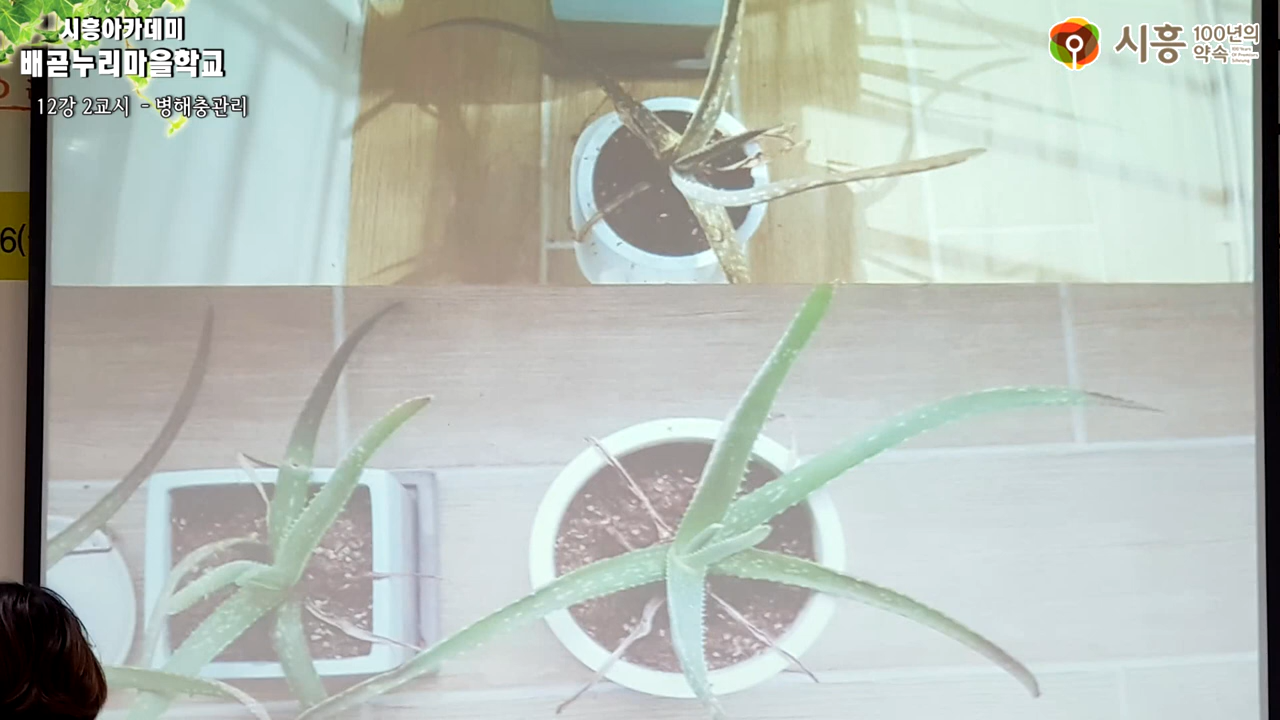 시흥아카데미
배곧누리마을학교
12강 2교시 - 병해충관리
시흥 100년의
약속
6(